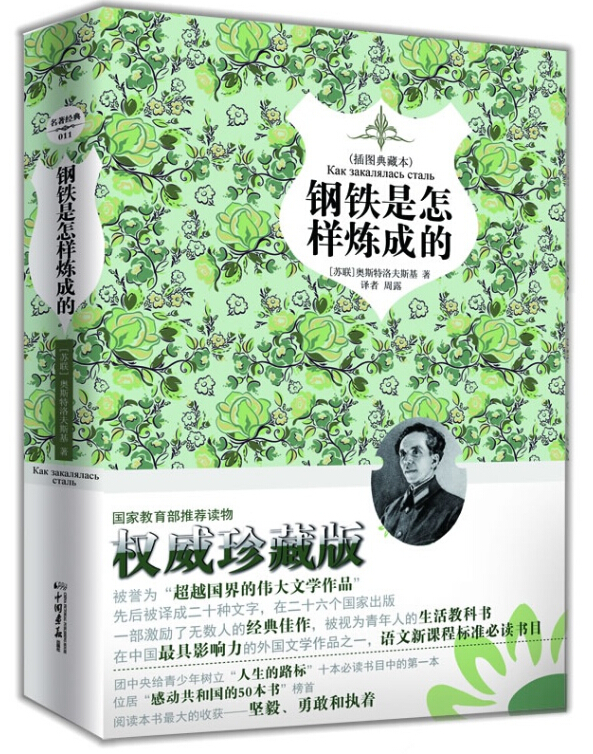 名著经典
011
钢铁是怎样炼成的
[苏联]奥斯特洛夫斯基 著
Как закалялась
сталь
中国画报
(插图典藏本)
Как закалялась сталь
钢铁是怎
样炼成的
[苏联]奥斯特洛夫斯基 著
译者 周露
国家教育部推荐读物
权威珍藏版
被誉为“超越国界的伟大文学作品”
先后被译成二十种文字，在二十六个国家出版
一部激励了无数人的经典佳作，被视为青年人的生活教科书
在中国最具影响力的外国文学作品之一，语文新课程标准必读书目
团中央给青少年树立“人生的路标”十本必读书目中的第一本
位居“感动共和国的50本书”榜首
阅读本书最大的收获——坚毅、勇敢和执着